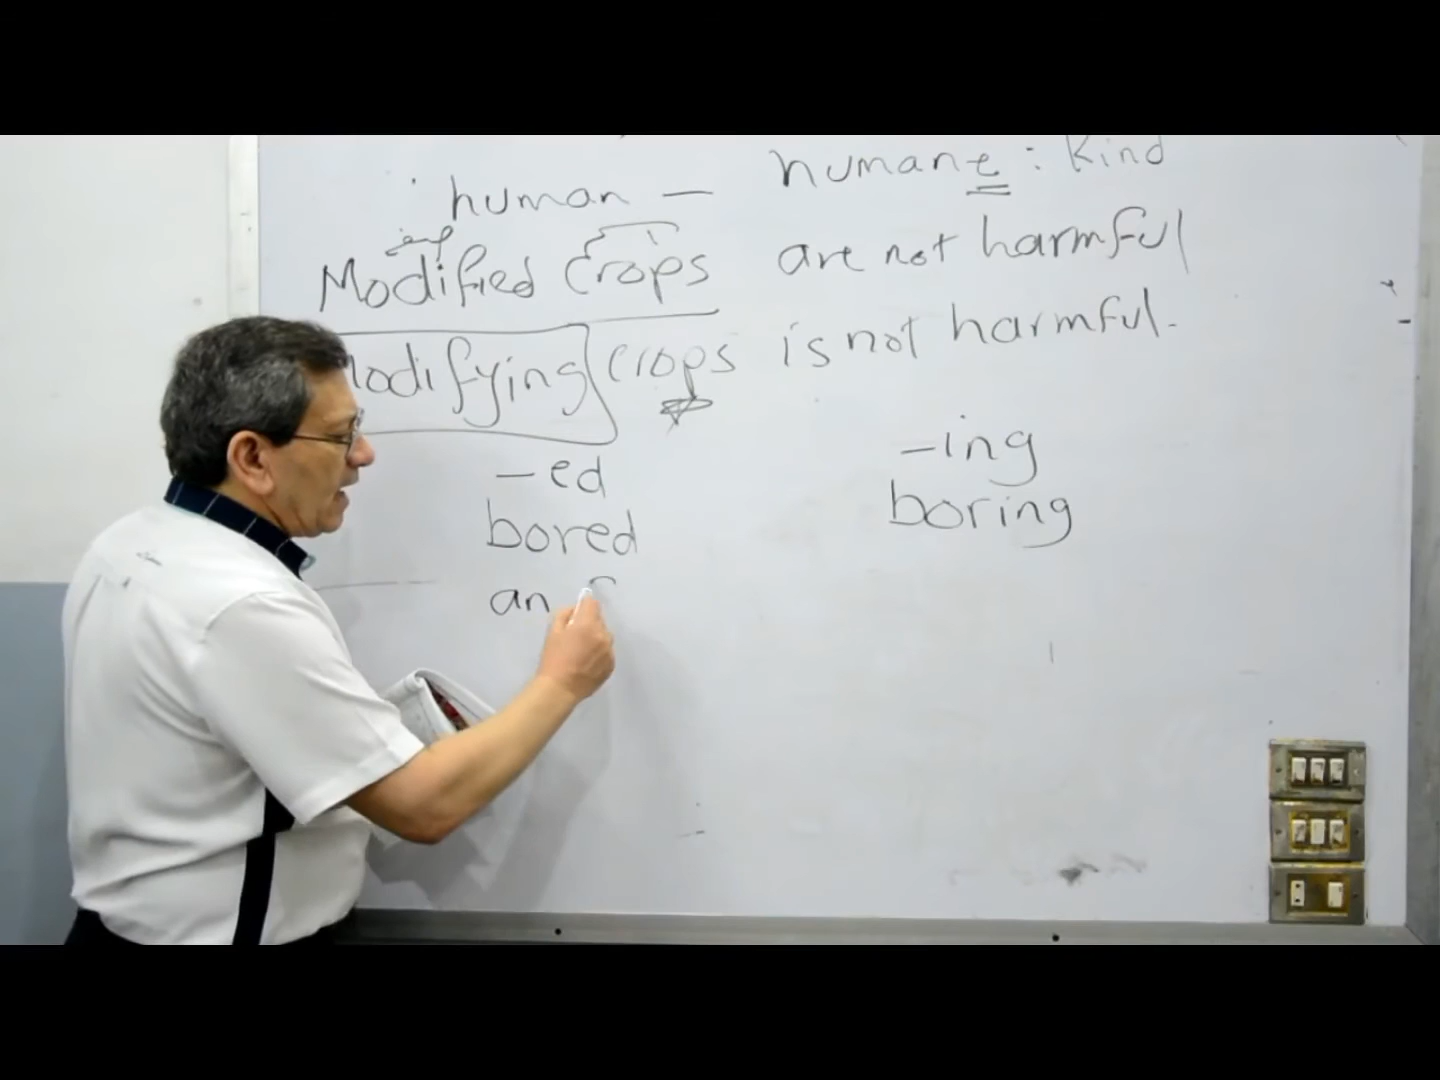 human — humane : Kind
Modified Crops are not harmful
Modifying crops is not harmful.
-ed -ing
bored boring
an